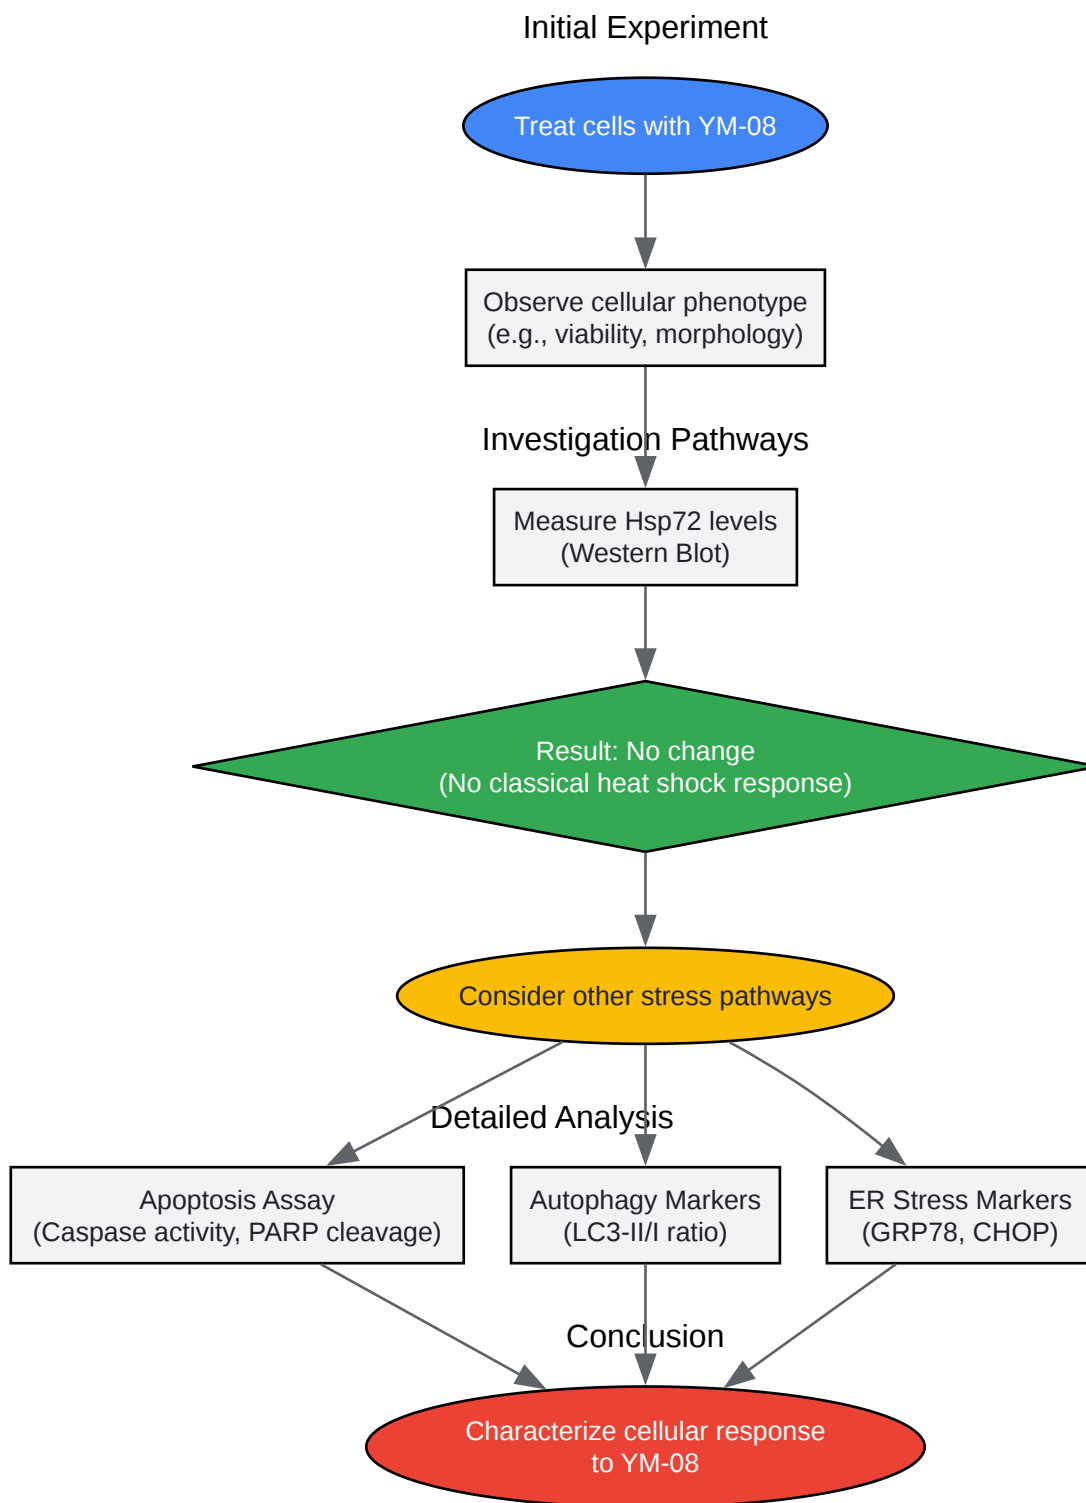 Initial Experiment
Treat cells with YM-08
Observe cellular phenotype
(e.g., viability, morphology)
Investigation Pathways
Measure Hsp72 levels
(Western Blot)
Result: No change
(No classical heat shock response)
Consider other stress pathways
Detailed Analysis
Apoptosis Assay
(Caspase activity, PARP cleavage)
Autophagy Markers
(LC3-II/I ratio)
ER Stress Markers
(GRP78, CHOP)
Conclusion
Characterize cellular response
to YM-08